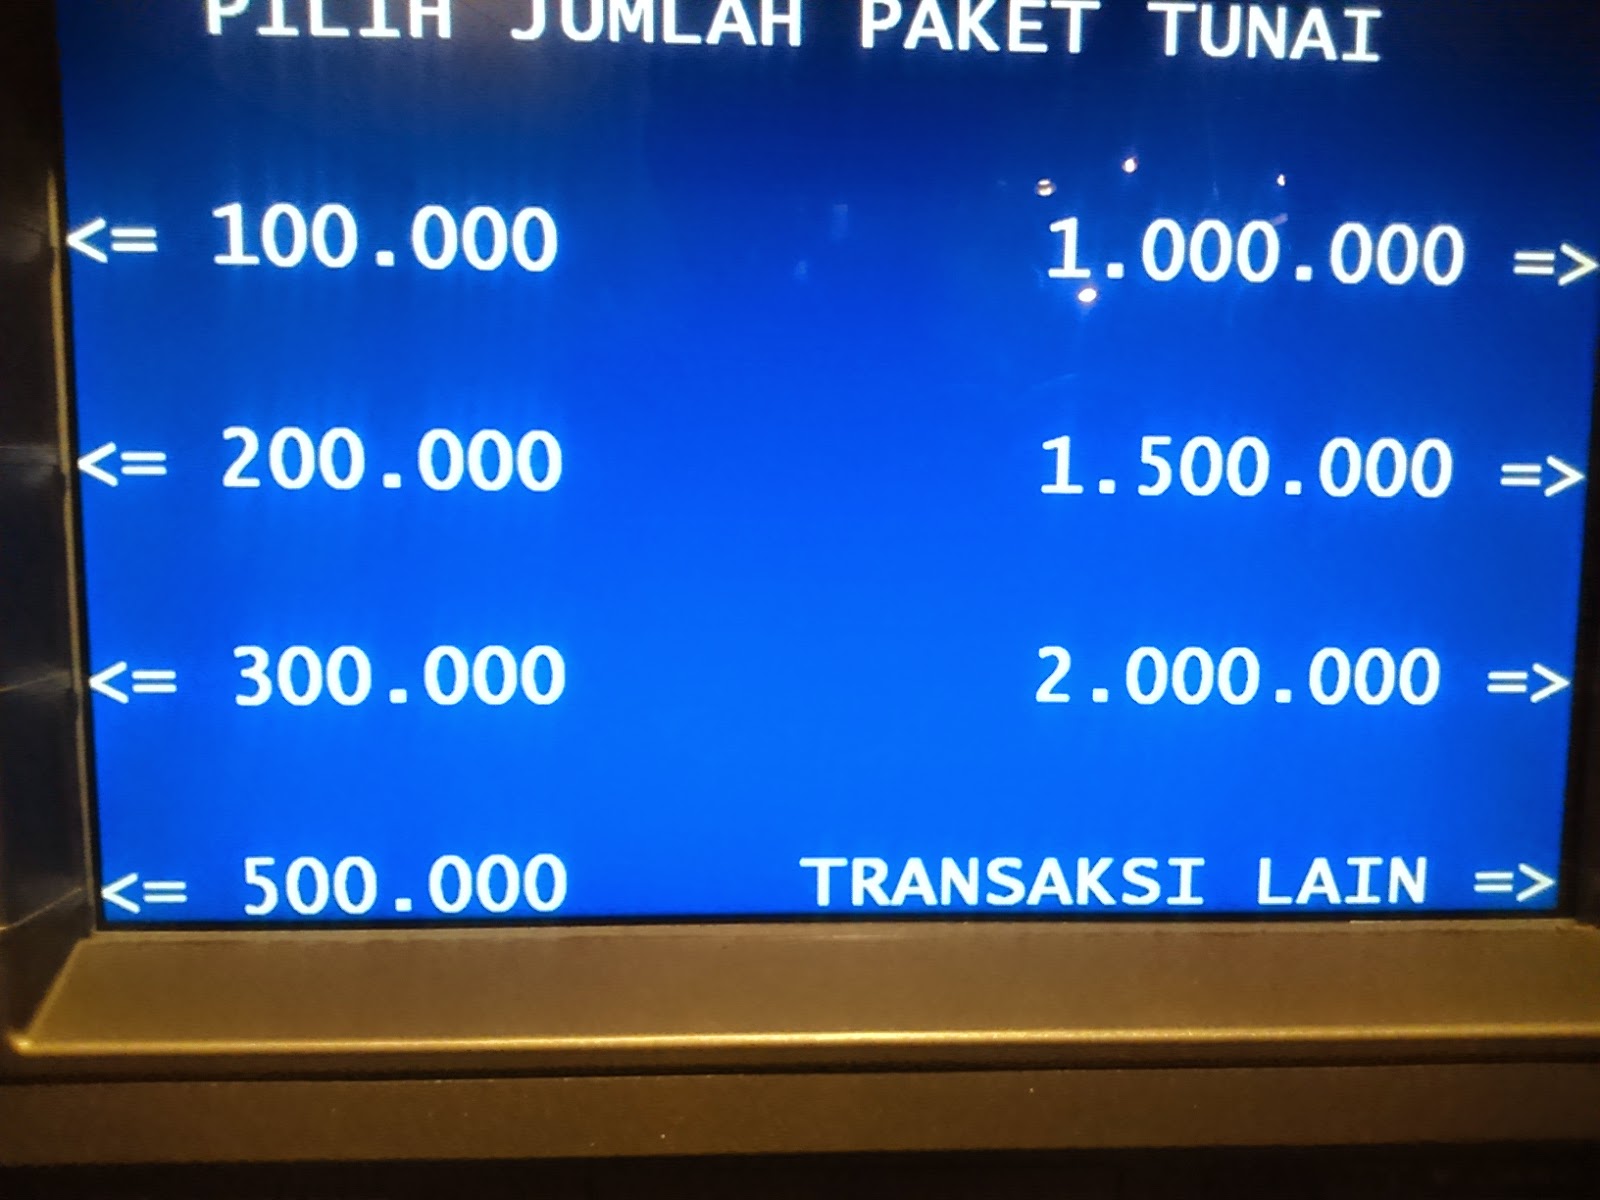 PILIH JUMLAH PAKET TUNAI
<= 100.000 1.000.000 =>
<= 200.000 1.500.000 =>
<= 300.000 2.000.000 =>
<= 500.000 TRANSAKSI LAIN =>